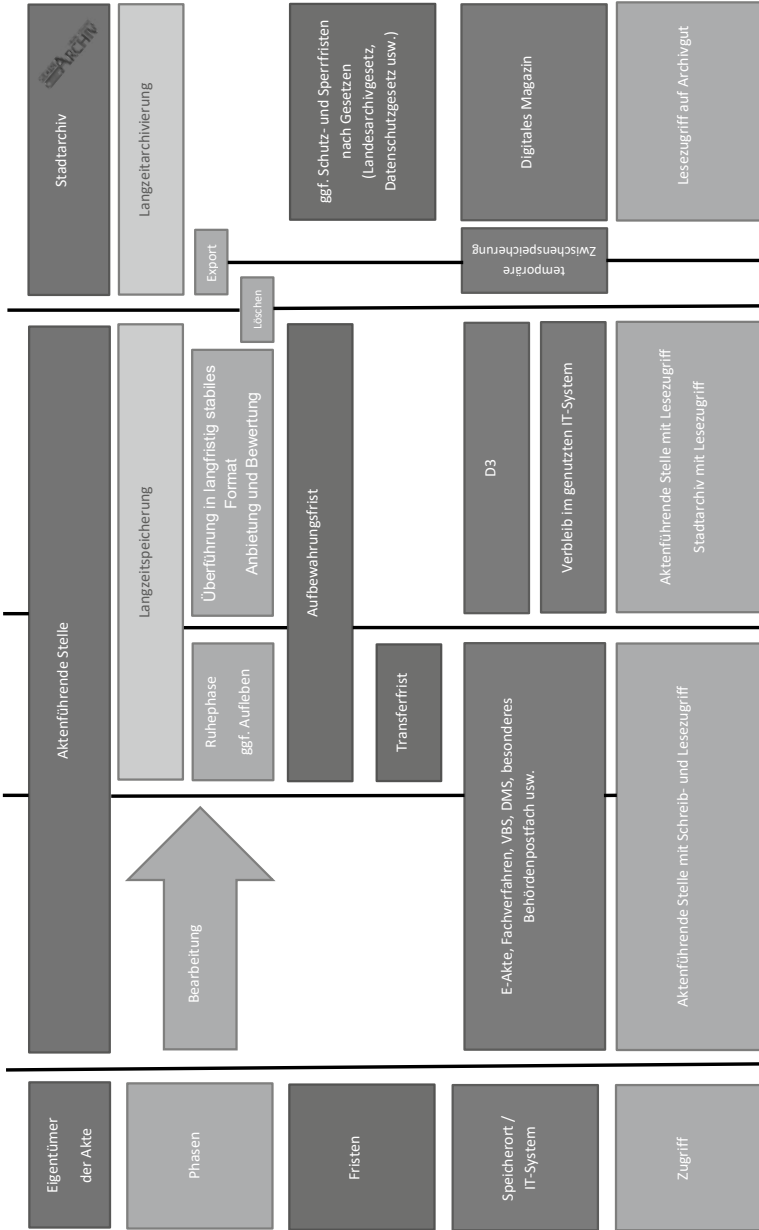 Eigentümer
der Akte
Aktenführende Stelle
Stadtarchiv
ARCHIV
Phasen
Bearbeitung
Langzeitspeicherung
Langzeitarchivierung
Ruhephase
ggf. Aufleben
Überführung in langfristig stabiles
Format
Anbietung und Bewertung
Löschen
Export
Fristen
Aufbewahrungsfrist
Transferfrist
ggf. Schutz- und Sperrfristen
nach Gesetzen
(Landesarchivgesetz,
Datenschutzgesetz usw.)
Speicherort /
IT-System
E-Akte, Fachverfahren, VBS, DMS, besonderes
Behördenpostfach usw.
D3
Verbleib im genutzten IT-System
temporäre
Zwischenspeicherung
Digitales Magazin
Zugriff
Aktenführende Stelle mit Schreib- und Lesezugriff
Aktenführende Stelle mit Lesezugriff
Stadtarchiv mit Lesezugriff
Lesezugriff auf Archivgut